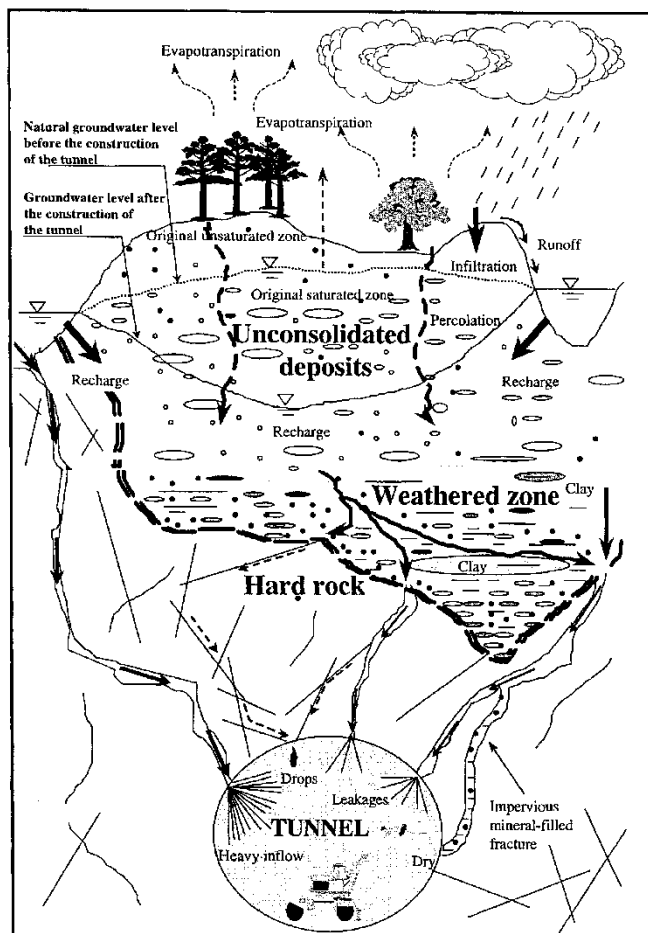 Evapotranspiration
Evapotranspiration
Natural groundwater level
before the construction
of the tunnel
Groundwater level after
the construction of
the tunnel
Original unsaturated zone
Runoff
Infiltration
Original saturated zone
Percolation
Unconsolidated
deposits
Recharge
Recharge
Recharge
Weathered zone
Clay
Clay
Hard rock
Drops
Leakages
TUNNEL
Heavy inflow
Dry
Impervious
mineral-filled
fracture